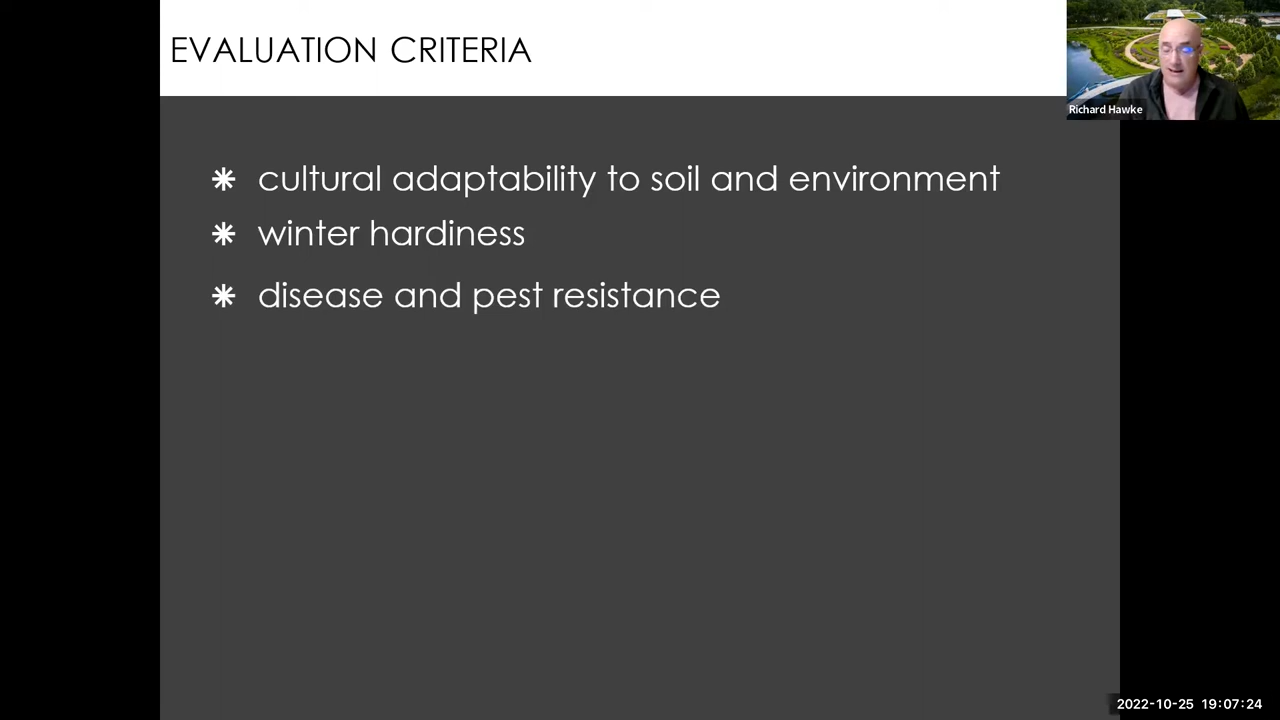 EVALUATION CRITERIA
Richard Hawke
cultural adaptability to soil and environment
winter hardiness
disease and pest resistance
2022-10-25 19:07:24